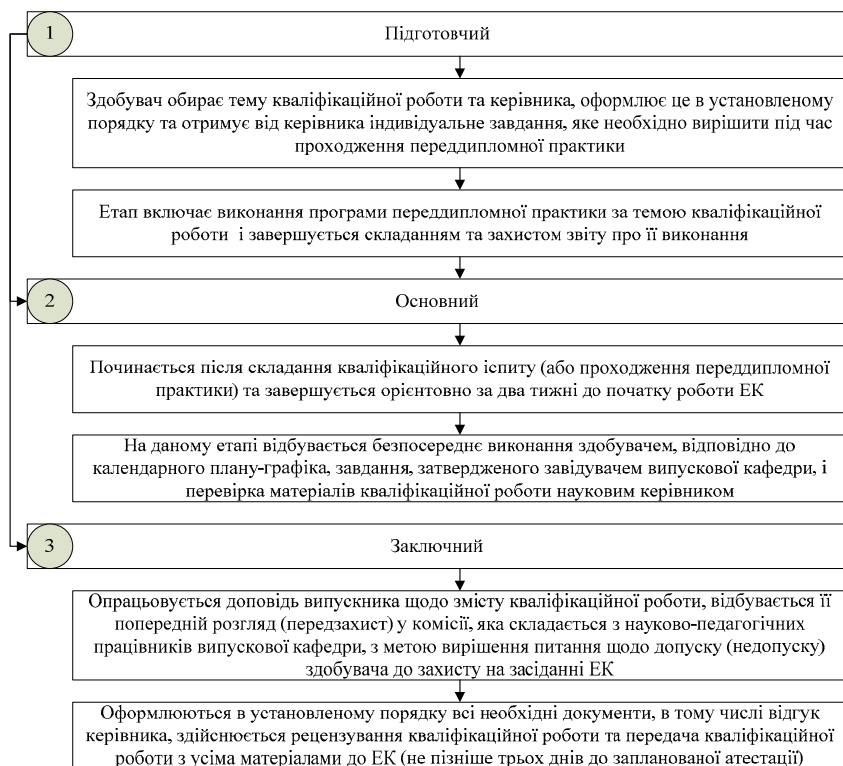 1 Підготовчий
Здобувач обирає тему кваліфікаційної роботи та керівника, оформлює це в установленому
порядку та отримує від керівника індивідуальне завдання, яке необхідно вирішити під час
проходження переддипломної практики
Етап включає виконання програми переддипломної практики за темою кваліфікаційної
роботи і завершується складанням та захистом звіту про її виконання
2 Основний
Починається після складання кваліфікаційного іспиту (або проходження переддипломної
практики) та завершується орієнтовно за два тижні до початку роботи ЕК
На даному етапі відбувається безпосереднє виконання здобувачем, відповідно до
календарного плану-графіка, завдання, затвердженого завідувачем випускової кафедри, і
перевірка матеріалів кваліфікаційної роботи науковим керівником
3 Заключний
Опрацьовується доповідь випускника щодо змісту кваліфікаційної роботи, відбувається її
попередній розгляд (передзахист) у комісії, яка складається з науково-педагогічних
працівників випускової кафедри, з метою вирішення питання щодо допуску (недопуску)
здобувача до захисту на засіданні ЕК
Оформлюються в установленому порядку всі необхідні документи, в тому числі відгук
керівника, здійснюється рецензування кваліфікаційної роботи та передача кваліфікаційної
роботи з усіма матеріалами до ЕК (не пізніше трьох днів до запланованої атестації)